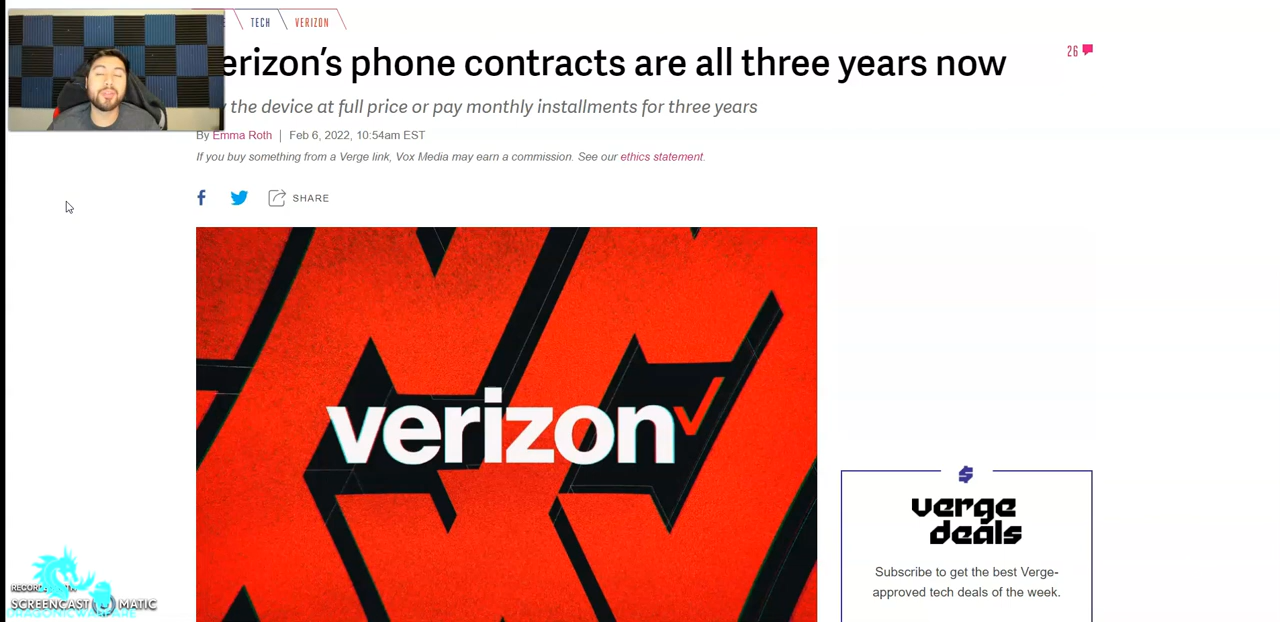 TECH VERIZON
erizon's phone contracts are all three years now
26
the device at full price or pay monthly installments for three years
By Emma Roth | Feb 6, 2022, 10:54am EST
If you buy something from a Verge link, Vox Media may earn a commission. See our ethics statement.
SHARE
verizon
verge
deals
Subscribe to get the best Verge-
approved tech deals of the week.
SCREENCAST MATIC
DRAGONICWARFARE